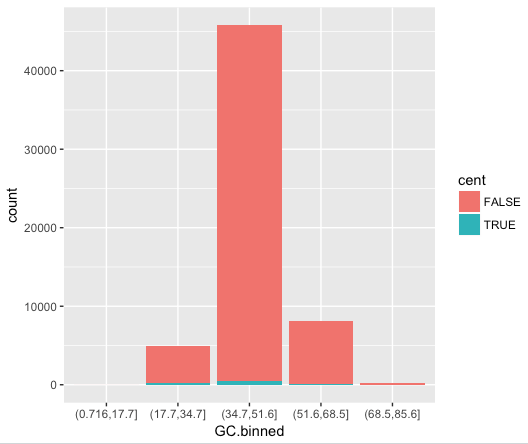 count
40000
30000
20000
10000
0
(0.716,17.7] (17.7,34.7] (34.7,51.6] (51.6,68.5] (68.5,85.6]
GC.binned
cent
FALSE
TRUE